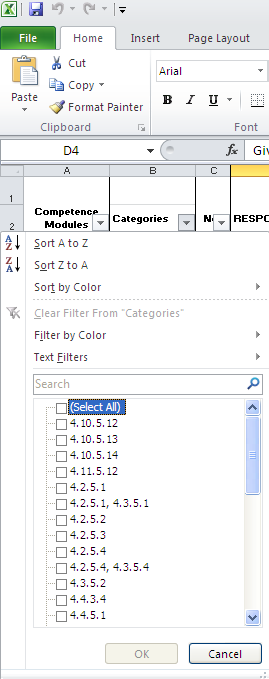 File Home Insert Page Layout
Cut
Copy
Format Painter
Paste
Clipboard
Arial
B I U
Font
D4 fx Giv
A B C
1
2
Competence Modules Categories RESPO
Sort A to Z
Sort Z to A
Sort by Color
Clear Filter From "Categories"
Filter by Color
Text Filters
Search
(Select All)
4.10.5.12
4.10.5.13
4.10.5.14
4.11.5.12
4.2.5.1
4.2.5.1, 4.3.5.1
4.2.5.2
4.2.5.3
4.2.5.4
4.2.5.4, 4.3.5.4
4.3.5.2
4.4.3.4
4.4.5.1
OK Cancel